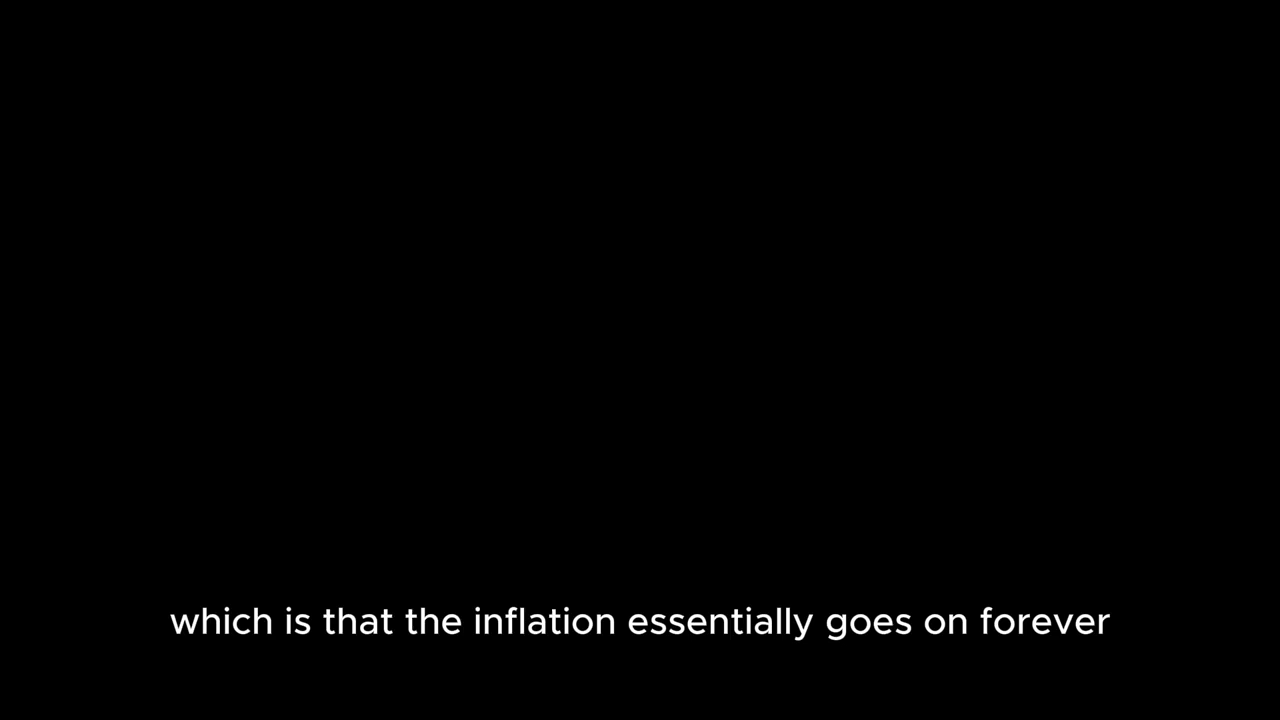 which is that the inflation essentially goes on forever